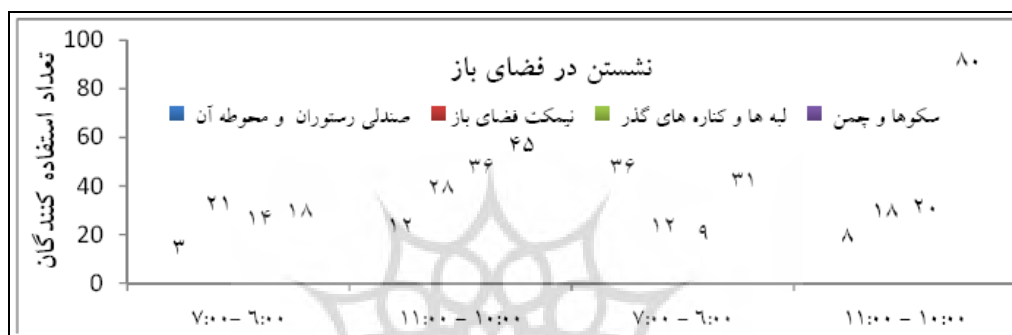 نشستن در فضای باز
تعداد استفاده کنندگان
صندلی رستوران و محوطه آن نیمکت فضای باز لبه ها و کناره های گذر سکوها و چمن
100
80
60
40
20
0
۳ ۲۱ ۱۴ ۱۸
۱۲ ۲۸ ۳۶ ۴۵
۳۶ ۱۲ ۹ ۳۱
۸ ۱۸ ۲۰ ۸۰
۷:۰۰ – ۶:۰۰ ۱۱:۰۰ – ۱۰:۰۰ ۷:۰۰ – ۶:۰۰ ۱۱:۰۰ – ۱۰:۰۰